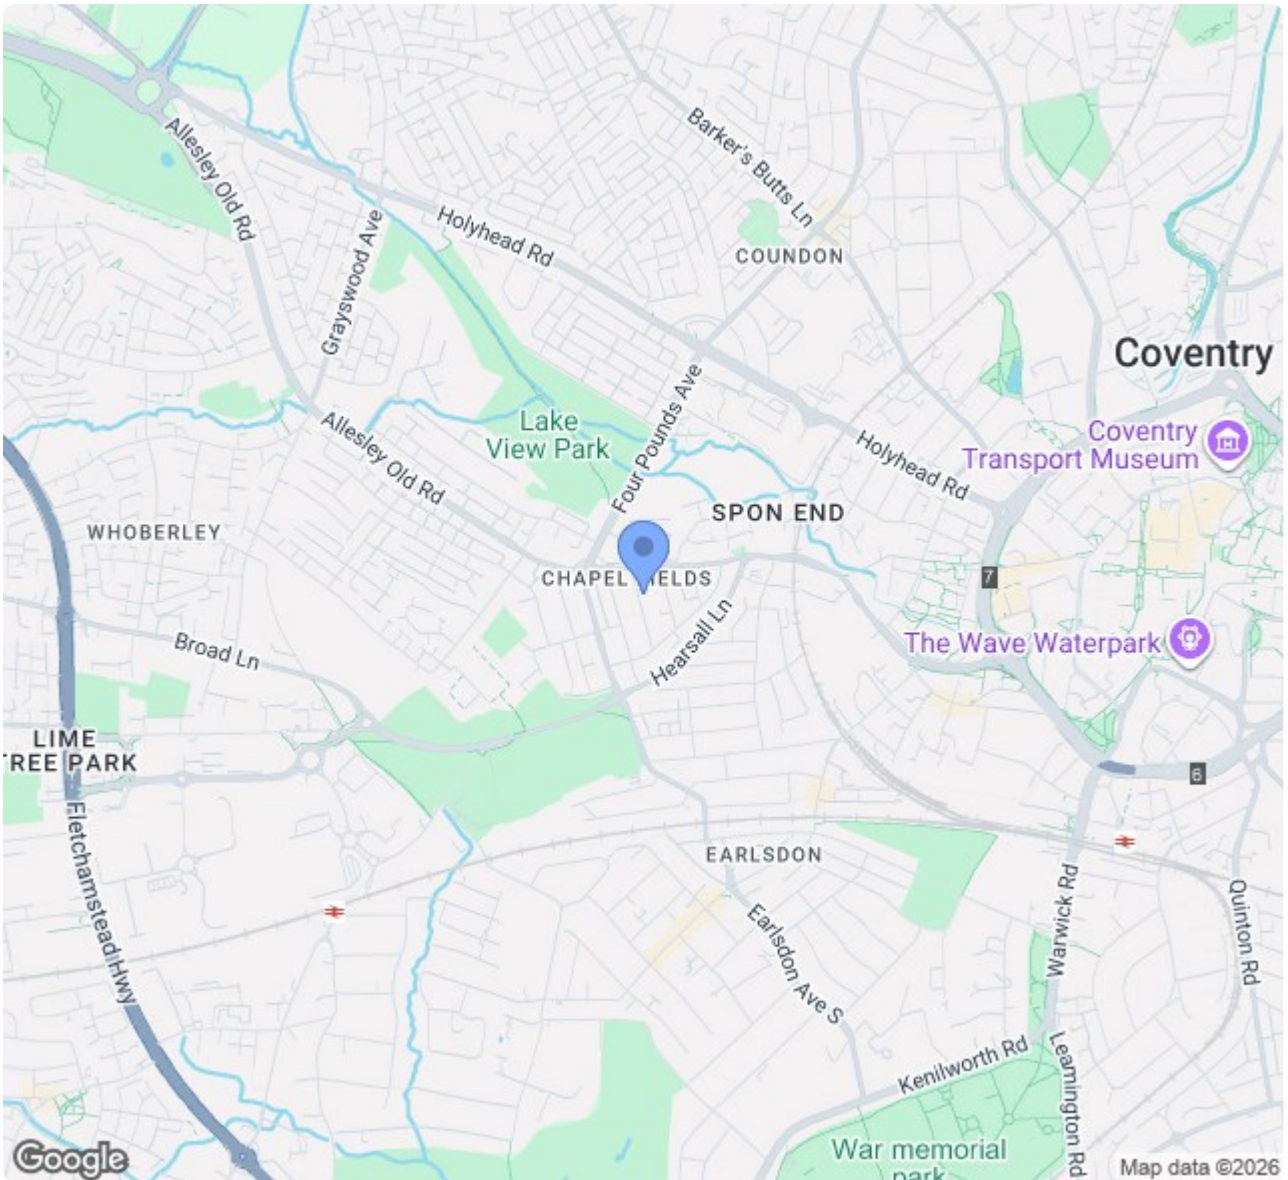 Barker's Butts Ln
Allesley Old Rd
Holyhead Rd
Grayswood Ave
COUNDON
Coventry
Four Pounds Ave
Lake
View Park
Allesley Old Rd
Coventry
Transport Museum
Holyhead Rd
WHOBERLEY
SPON END
CHAPEL FIELDS
7
Hearsall Ln
Broad Ln
The Wave Waterpark
LIME
TREE PARK
6
Fletchamstead Hwy
EARLSDON
Warwick Rd
Quinton Rd
Earlsdon Ave S
Kenilworth Rd
Leamington Rd
War memorial
park
Google
Map data ©2026